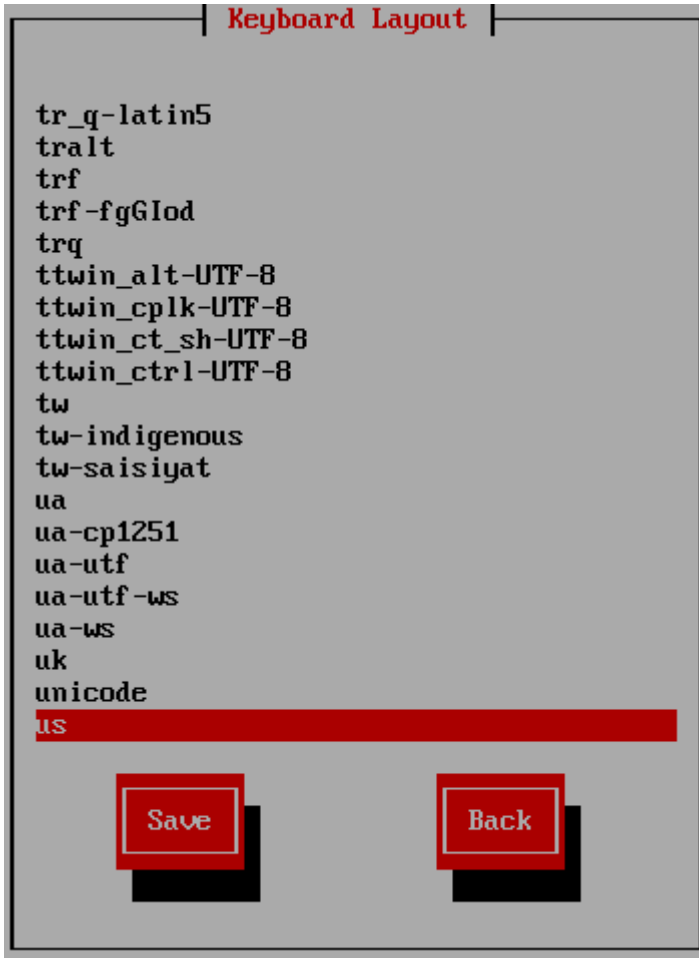 Keyboard Layout
tr_q-latin5
tralt
trf
trf-fgGIod
trq
ttwin_alt-UTF-8
ttwin_cplk-UTF-8
ttwin_ct_sh-UTF-8
ttwin_ctrl-UTF-8
tw
tw-indigenous
tw-saisiyat
ua
ua-cp1251
ua-utf
ua-utf-ws
ua-ws
uk
unicode
us
Save Back